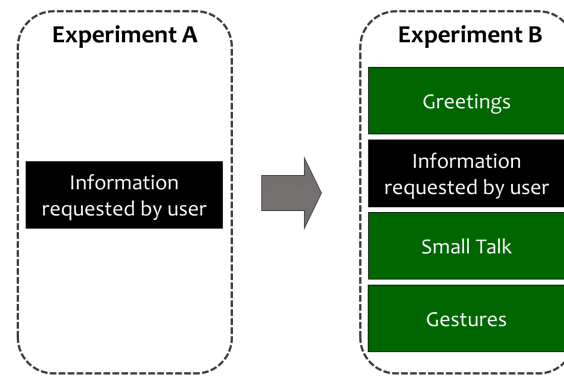 Experiment A
Information
requested by user
Experiment B
Greetings
Information
requested by user
Small Talk
Gestures